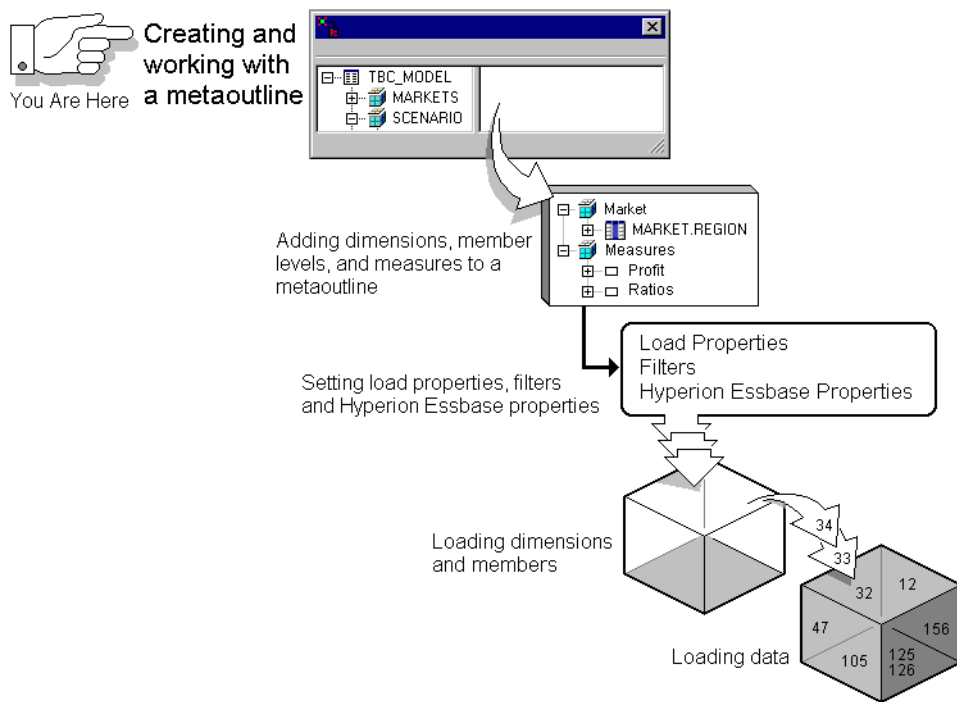 Creating and
working with
a metaoutline
You Are Here
TBC_MODEL
MARKETS
SCENARIO
Adding dimensions, member
levels, and measures to a
metaoutline
Market
MARKET.REGION
Measures
Profit
Ratios
Setting load properties, filters
and Hyperion Essbase properties
Load Properties
Filters
Hyperion Essbase Properties
Loading dimensions
and members
34
33
32
12
47
156
105
125
126
Loading data